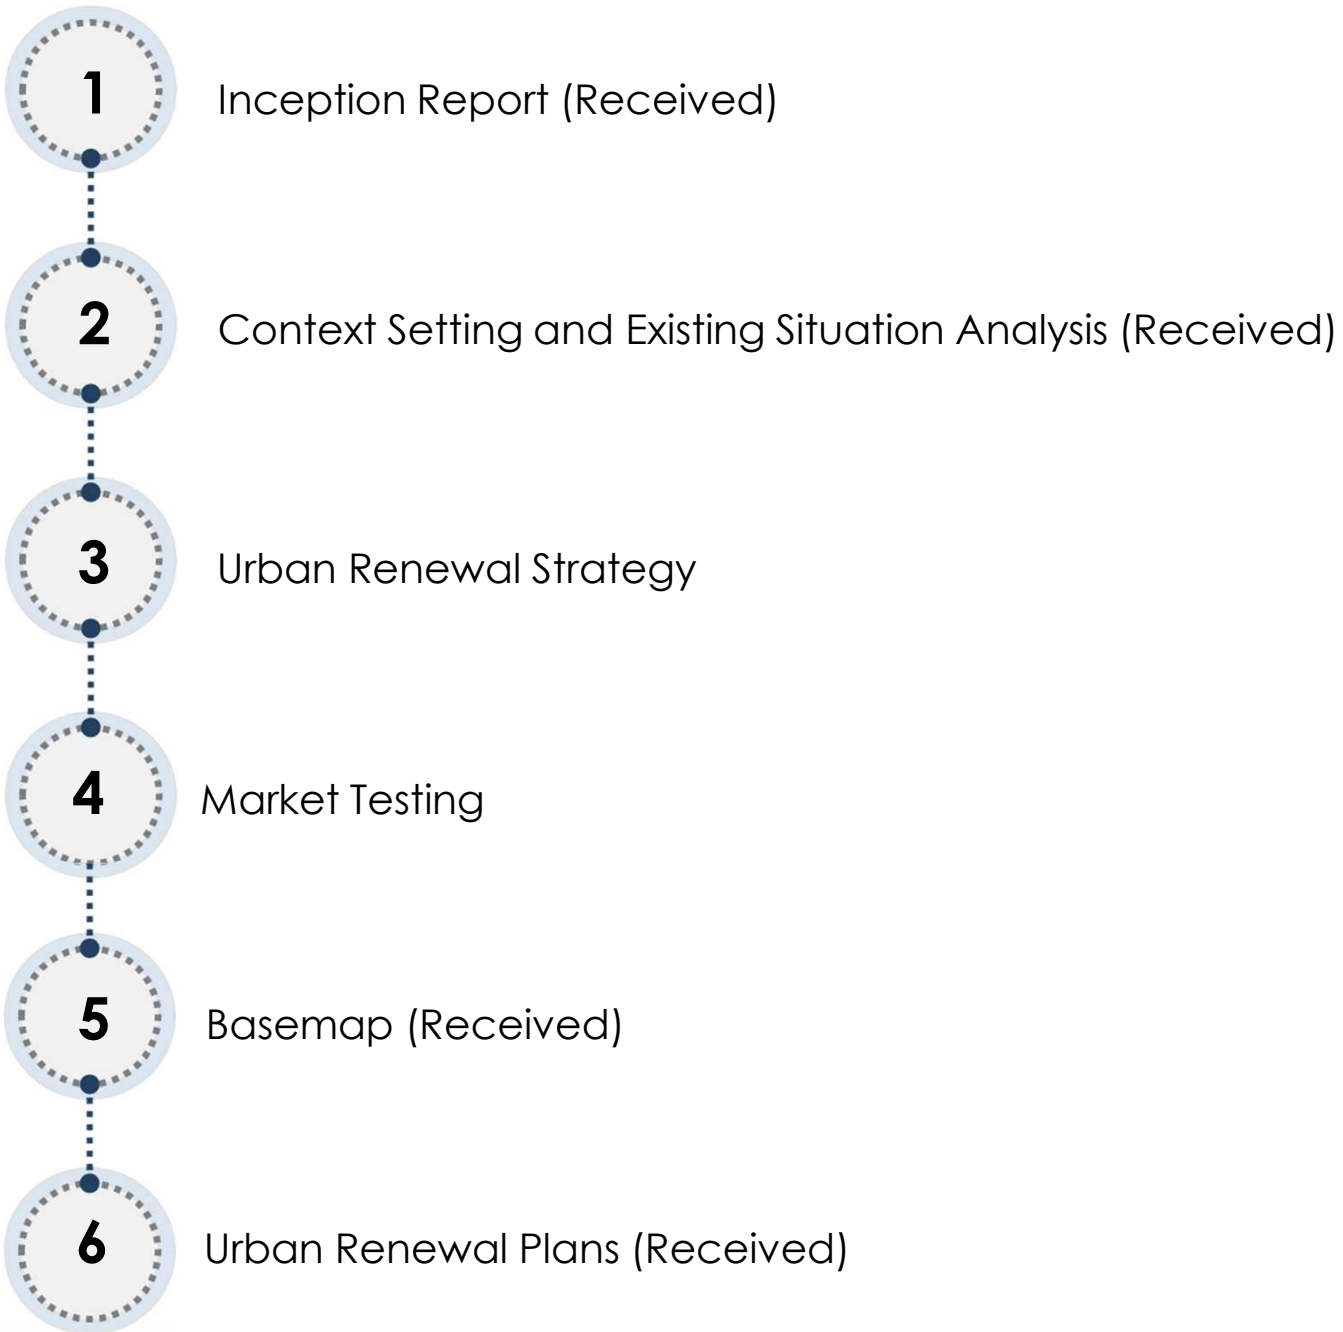 1 Inception Report (Received)
2 Context Setting and Existing Situation Analysis (Received)
3 Urban Renewal Strategy
4 Market Testing
5 Basemap (Received)
6 Urban Renewal Plans (Received)